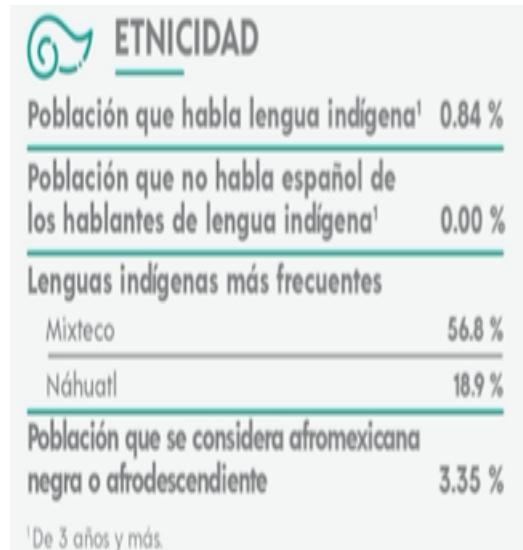 ETNICIDAD
Población que habla lengua indígena¹ 0.84 %
Población que no habla español de
los hablantes de lengua indígena¹ 0.00 %
Lenguas indígenas más frecuentes
Mixteco 56.8 %
Náhuatl 18.9 %
Población que se considera afromexicana
negra o afrodescendiente 3.35 %
¹De 3 años y más.